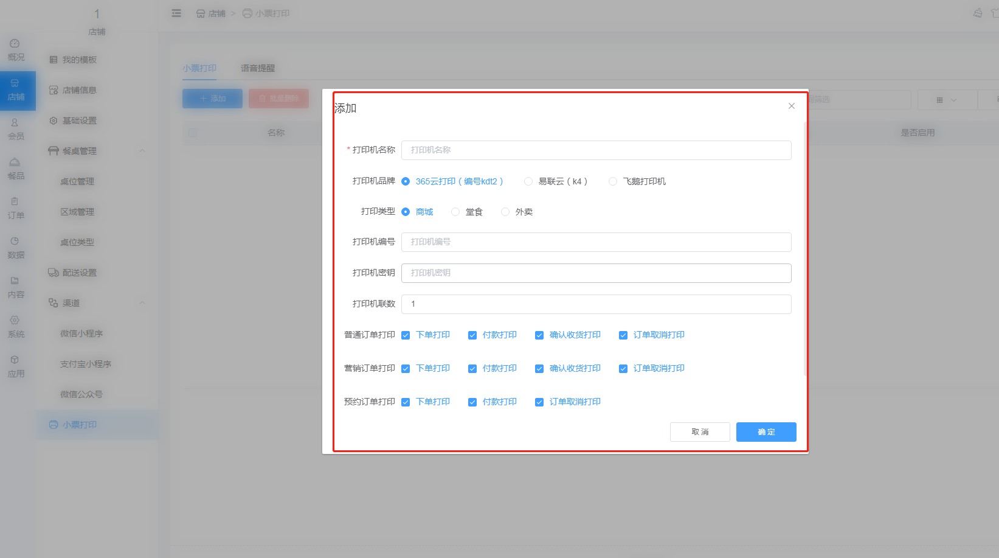 1
店铺
概况
店铺
会员
餐品
订单
数据
内容
系统
应用
我的模板
店铺信息
基础设置
餐桌管理
桌位管理
区域管理
桌位类型
配送设置
渠道
微信小程序
支付宝小程序
微信公众号
小票打印
店铺 > 小票打印
小票打印 语音提醒
添加 批量删除 筛选
名称 是否启用
添加
* 打印机名称 打印机名称
打印机品牌 365云打印（编号kdt2） 易联云（k4） 飞鹅打印机
打印类型 商城 堂食 外卖
打印机编号 打印机编号
打印机密钥 打印机密钥
打印机联数 1
普通订单打印 下单打印 付款打印 确认收货打印 订单取消打印
营销订单打印 下单打印 付款打印 确认收货打印 订单取消打印
预约订单打印 下单打印 付款打印 订单取消打印
取 消 确 定